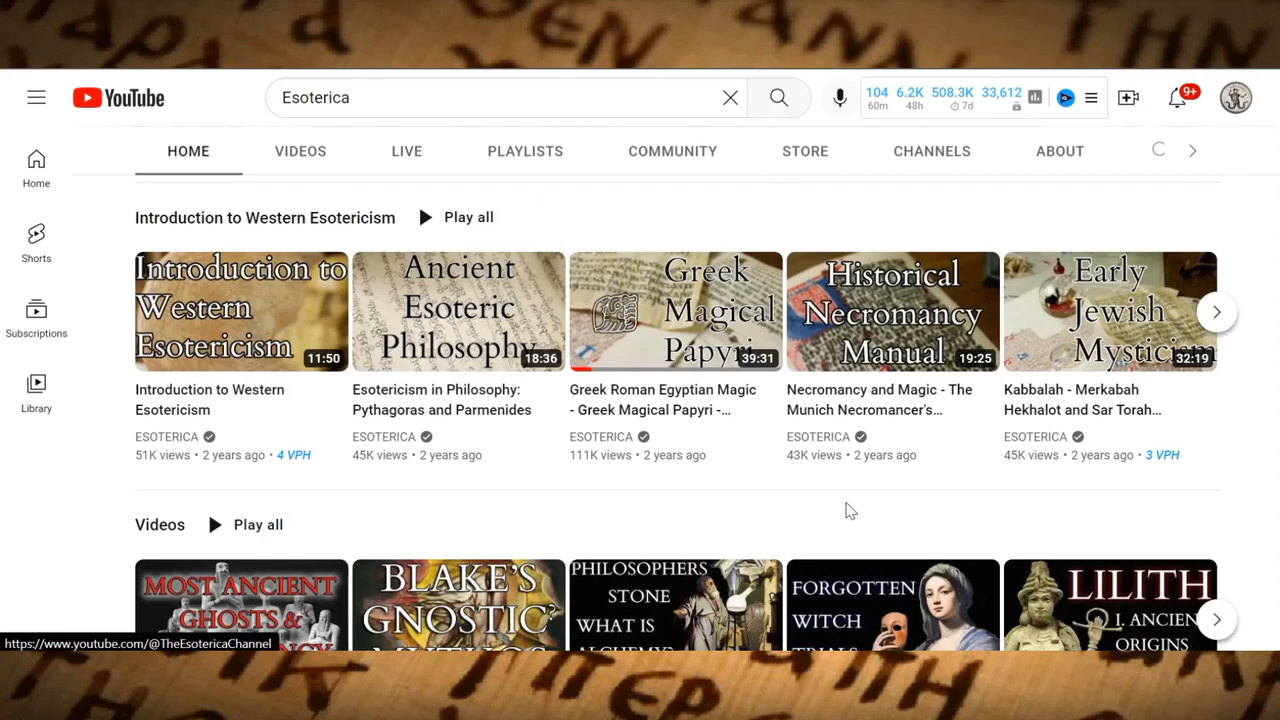 YouTube
Esoterica
104 6.2K 508.3K 33,612
60m 48h 7d
9+
HOME VIDEOS LIVE PLAYLISTS COMMUNITY STORE CHANNELS ABOUT
Home
Shorts
Subscriptions
Library
Introduction to Western Esotericism Play all
Introduction to
Western
Esotericism
11:50
Ancient
Esoteric
Philosophy
18:36
Greek
Magical
Papyri
39:31
Historical
Necromancy
Manual
19:25
Early
Jewish
Mysticism
32:19
Introduction to Western
Esotericism
ESOTERICA
51K views • 2 years ago • 4 VPH
Esotericism in Philosophy:
Pythagoras and Parmenides
ESOTERICA
45K views • 2 years ago
Greek Roman Egyptian Magic
- Greek Magical Papyri -...
ESOTERICA
111K views • 2 years ago
Necromancy and Magic - The
Munich Necromancer's...
ESOTERICA
43K views • 2 years ago
Kabbalah - Merkabah
Hekhalot and Sar Torah...
ESOTERICA
45K views • 2 years ago • 3 VPH
Videos Play all
MOST ANCIENT
GHOSTS &
BLAKE'S
GNOSTIC?
PHILOSOPHERS
STONE
WHAT IS
ALCHEMY?
FORGOTTEN
WITCH
TRIALS
LILITH
I. ANCIENT
ORIGINS
https://www.youtube.com/@TheEsotericaChannel